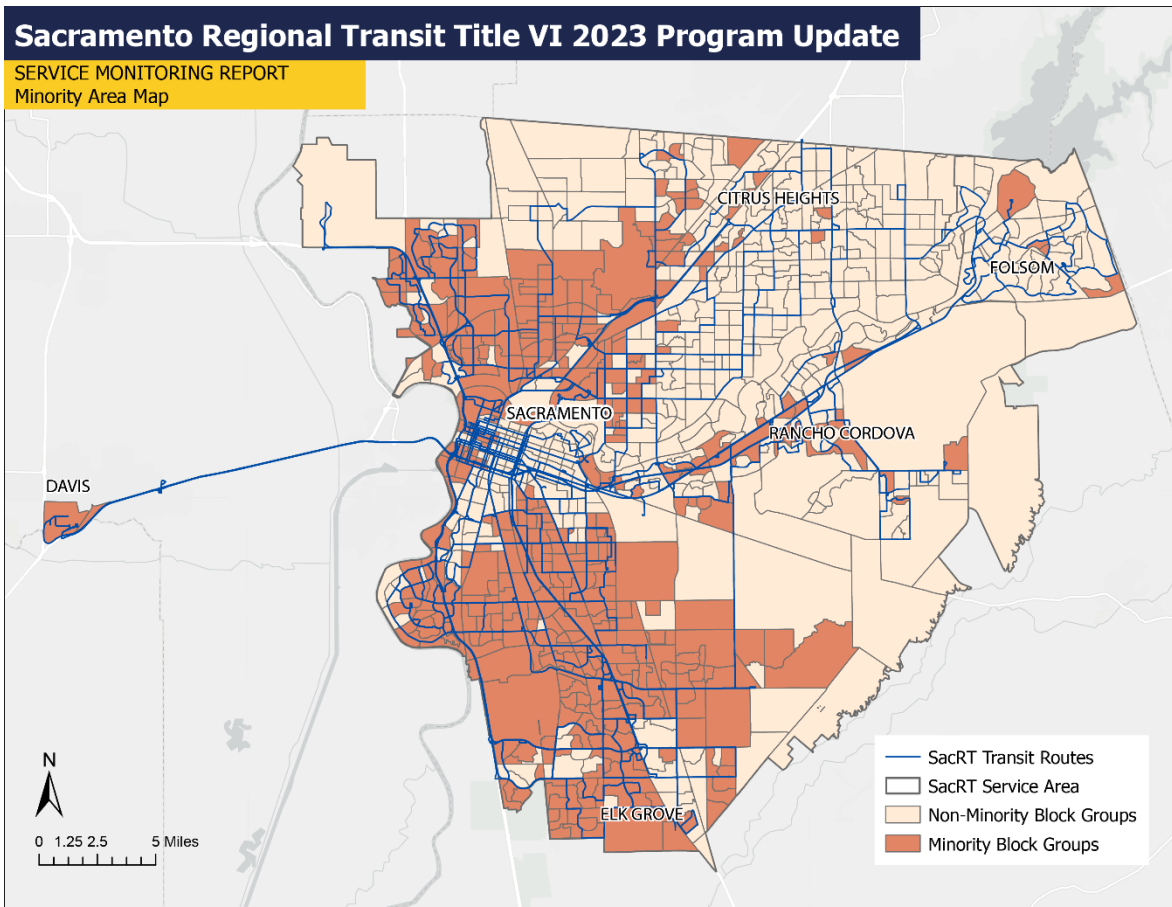 Sacramento Regional Transit Title VI 2023 Program Update
SERVICE MONITORING REPORT
Minority Area Map
CITRUS HEIGHTS
FOLSOM
SACRAMENTO
RANCHO CORDOVA
DAVIS
ELK GROVE
N
0 1.25 2.5 5 Miles
SacRT Transit Routes
SacRT Service Area
Non-Minority Block Groups
Minority Block Groups